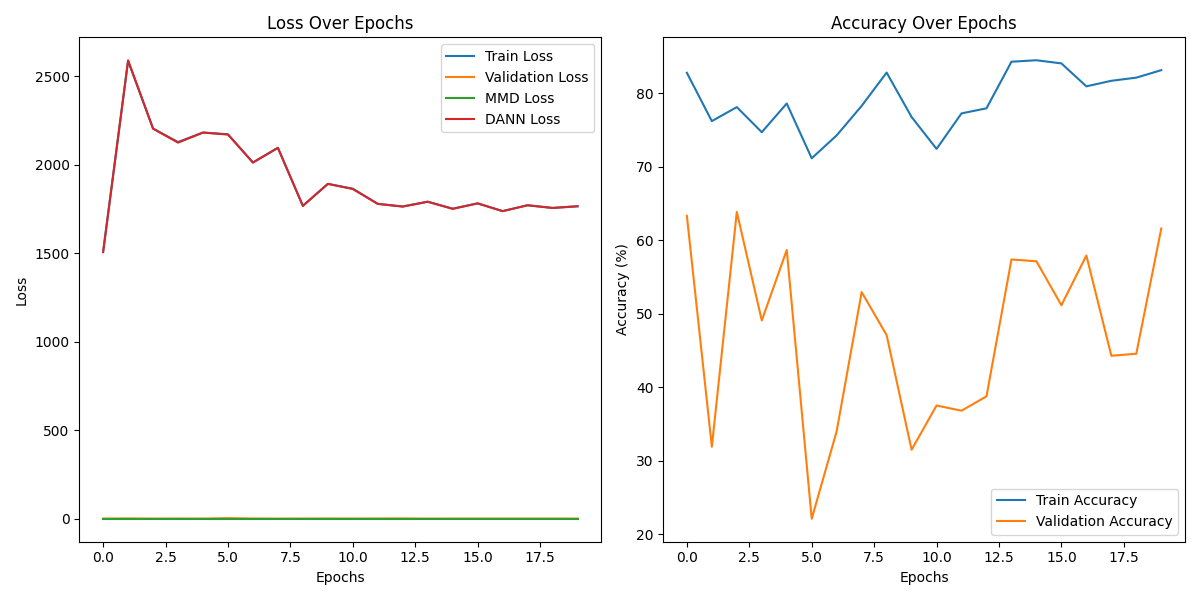 Loss Over Epochs
Loss
2500
2000
1500
1000
500
0
0.0 2.5 5.0 7.5 10.0 12.5 15.0 17.5
Epochs
Train Loss
Validation Loss
MMD Loss
DANN Loss
Accuracy Over Epochs
Accuracy (%)
80
70
60
50
40
30
20
0.0 2.5 5.0 7.5 10.0 12.5 15.0 17.5
Epochs
Train Accuracy
Validation Accuracy